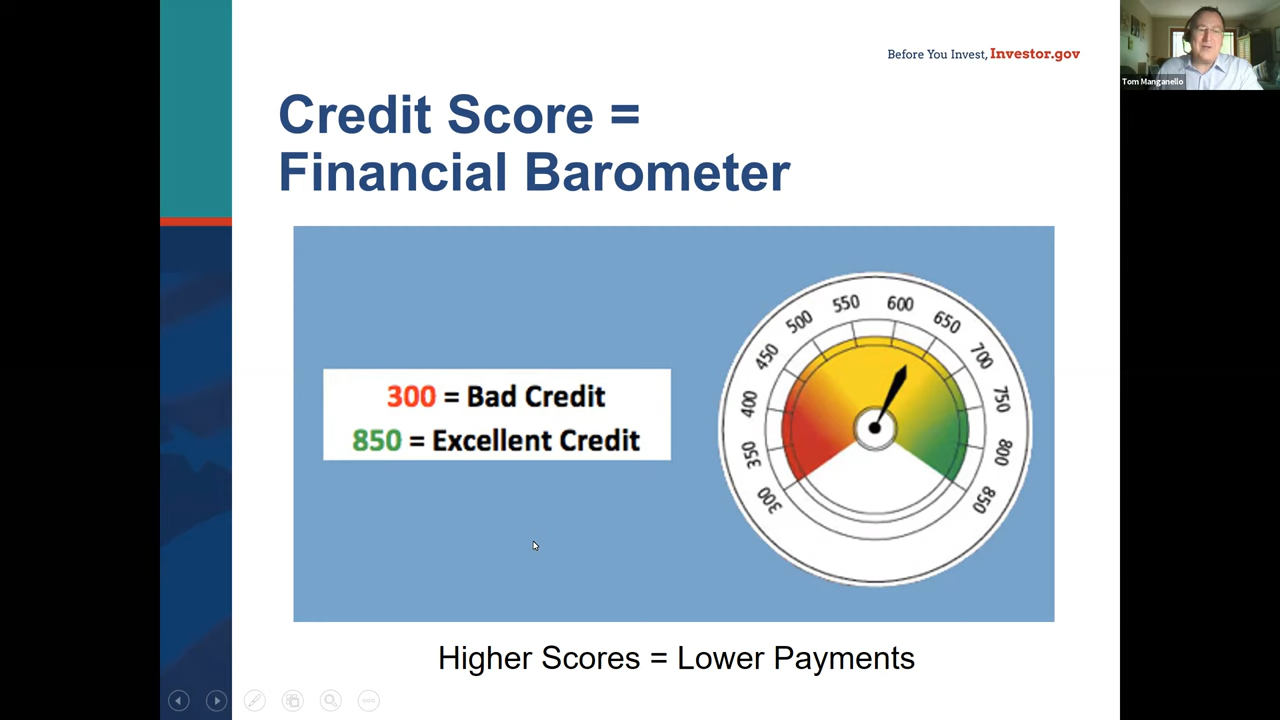 Before You Invest, Investor.gov
Tom Manganello
Credit Score =
Financial Barometer
300 = Bad Credit
850 = Excellent Credit
300
350
400
450
500
550
600
650
700
750
800
850
Higher Scores = Lower Payments